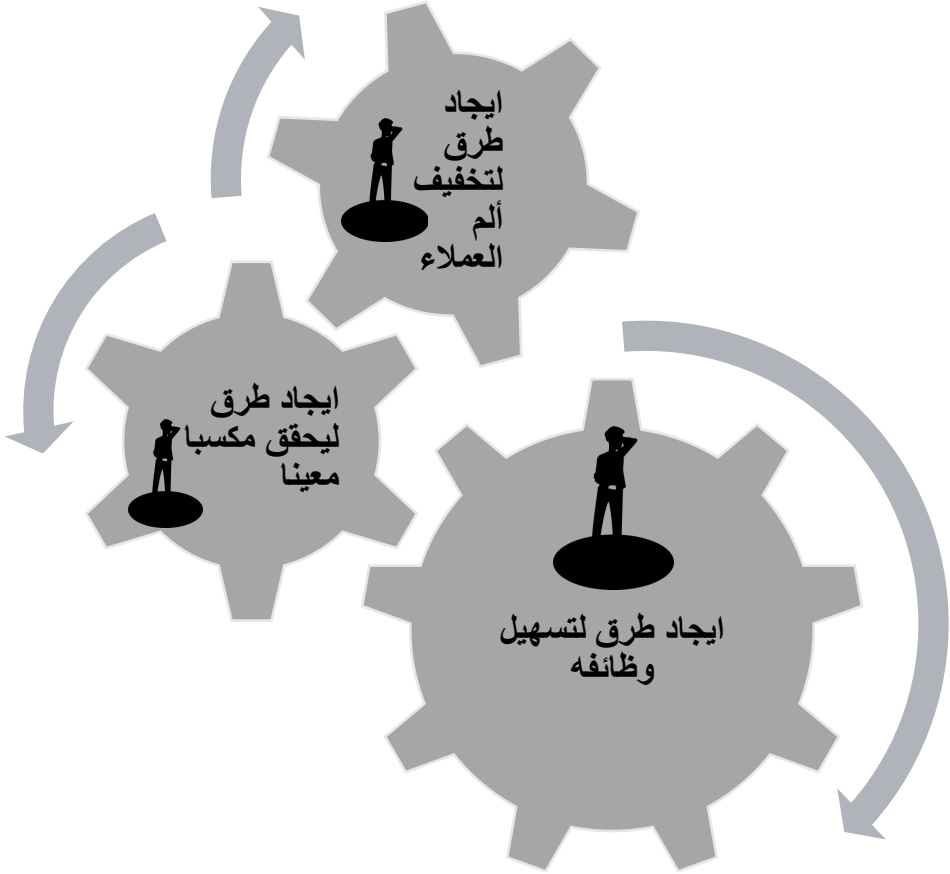 ايجاد
طرق
لتخفيف
ألم
العملاء
ايجاد طرق
ليحقق مكسبا
معينا
ايجاد طرق لتسهيل
وظائفه